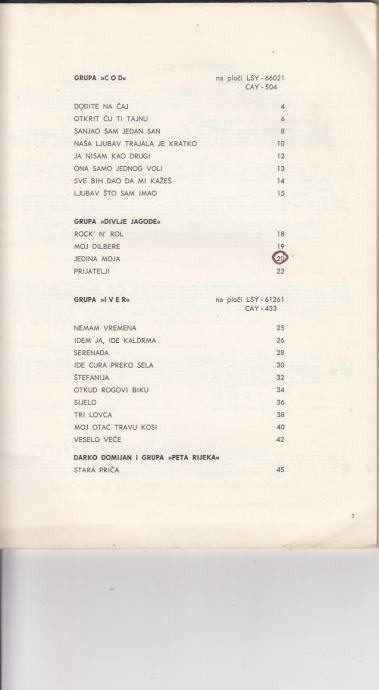 GRUPA »C O D« na ploči LSY - 66021
CAY - 504
DOĐITE NA ČAJ 4
OTKRIT ĆU TI TAJNU 6
SANJAO SAM JEDAN SAN 8
NAŠA LJUBAV TRAJALA JE KRATKO 10
JA NISAM KAO DRUGI 12
ONA SAMO JEDNOG VOLI 13
SVE BIH DAO DA MI KAŽEŠ 14
LJUBAV ŠTO SAM IMAO 15
GRUPA »DIVLJE JAGODE«
ROCK' N' ROL 18
MOJ DILBERE 19
JEDINA MOJA 20
PRIJATELJI 22
GRUPA »I V E R« na ploči LSY - 61261
CAY - 433
NEMAM VREMENA 25
IDEM JA, IDE KALDRMA 26
SERENADA 28
IDE CURA PREKO SELA 30
ŠTEFANIJA 32
OTKUD ROGOVI BIKU 34
SIJELO 36
TRI LOVCA 38
MOJ OTAC TRAVU KOSI 40
VESELO VEČE 42
DARKO DOMIJAN i GRUPA »PETA RIJEKA«
STARA PRIČA 45
3